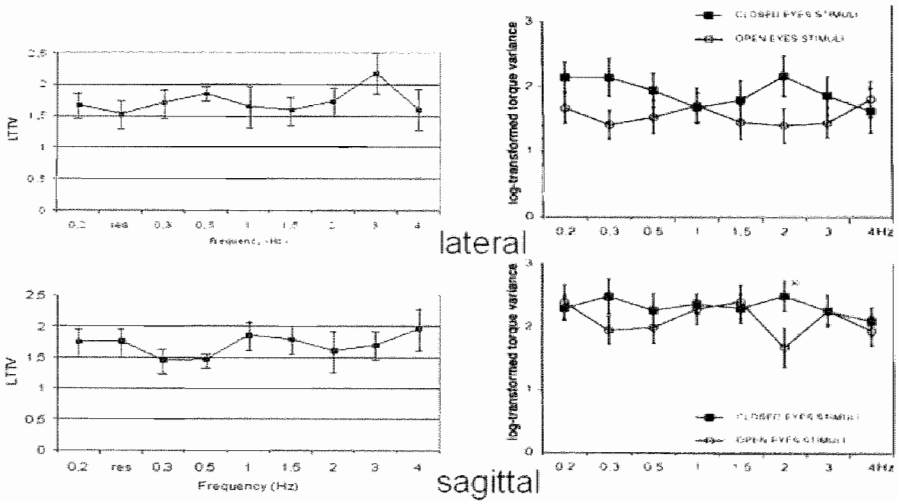 LTTV
2.5
2
1.5
1
0.5
0
0.2 res 0.3 0.5 1 1.5 2 3 4
Frequency (Hz)
log-transformed torque variance
3
2
1
0
CLOSED EYES STIMULI
OPEN EYES STIMULI
0.2 0.3 0.5 1 1.5 2 3 4Hz
lateral
LTTV
2.5
2
1.5
1
0.5
0
0.2 res 0.3 0.5 1 1.5 2 3 4
Frequency (Hz)
log-transformed torque variance
3
2
1
0
CLOSED EYES STIMULI
OPEN EYES STIMULI
0.2 0.3 0.5 1 1.5 2 3 4Hz
sagittal